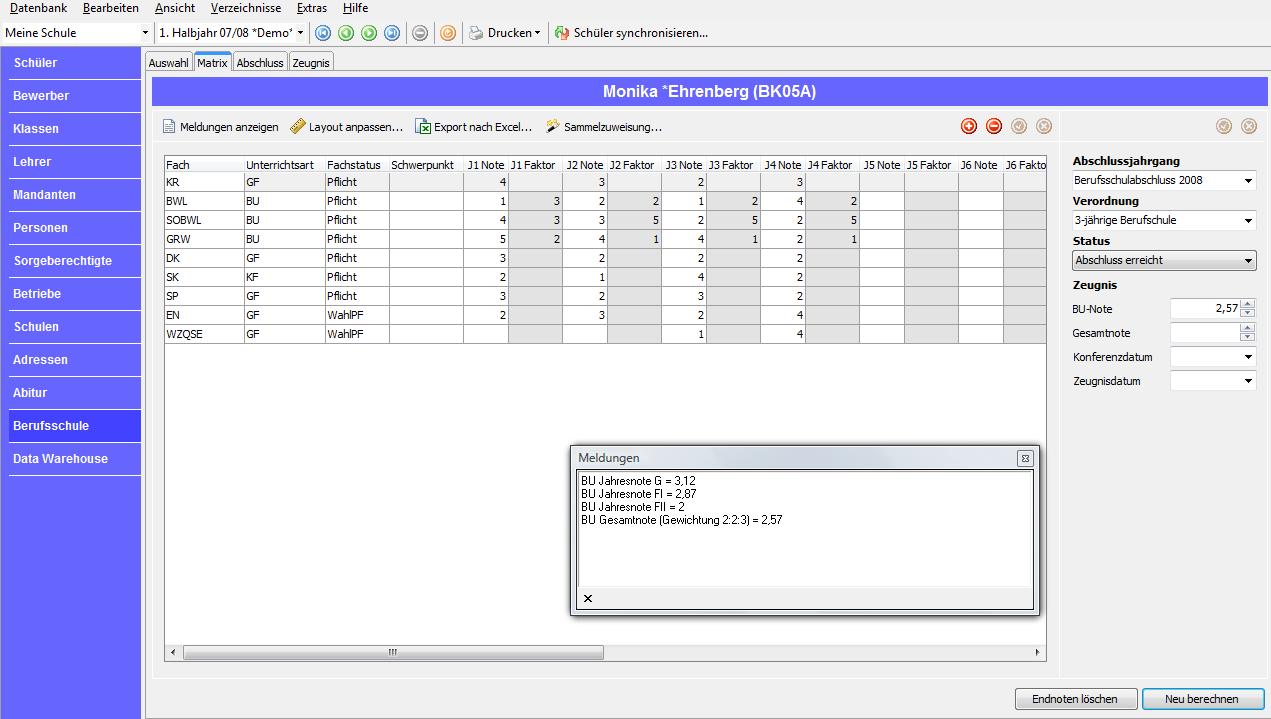 Datenbank Bearbeiten Ansicht Verzeichnisse Extras Hilfe
Meine Schule 1. Halbjahr 07/08 *Demo* Drucken Schüler synchronisieren...
Schüler
Bewerber
Klassen
Lehrer
Mandanten
Personen
Sorgeberechtigte
Betriebe
Schulen
Adressen
Abitur
Berufsschule
Data Warehouse
Auswahl Matrix Abschluss Zeugnis
Monika *Ehrenberg (BK05A)
Meldungen anzeigen Layout anpassen... Export nach Excel... Sammelzuweisung...
Fach Unterrichtsart Fachstatus Schwerpunkt J1 Note J1 Faktor J2 Note J2 Faktor J3 Note J3 Faktor J4 Note J4 Faktor J5 Note J5 Faktor J6 Note J6 Fakto
KR GF Pflicht 4 3 2 3
BWL BU Pflicht 1 3 2 2 1 2 4 2
SOBWL BU Pflicht 4 3 3 5 2 5 2 5
GRW BU Pflicht 5 2 4 1 4 1 2 1
DK GF Pflicht 3 2 2 2
SK KF Pflicht 2 1 4 2
SP GF Pflicht 3 2 3 2
EN GF WahlPF 2 3 2 4
WZQSE GF WahlPF 1 4
Abschlussjahrgang
Berufsschulabschluss 2008
Verordnung
3-jährige Berufschule
Status
Abschluss erreicht
Zeugnis
BU-Note 2,57
Gesamtnote
Konferenzdatum
Zeugnisdatum
Meldungen
BU Jahresnote G = 3,12
BU Jahresnote FI = 2,87
BU Jahresnote FII = 2
BU Gesamtnote (Gewichtung 2:2:3) = 2,57
Endnoten löschen Neu berechnen